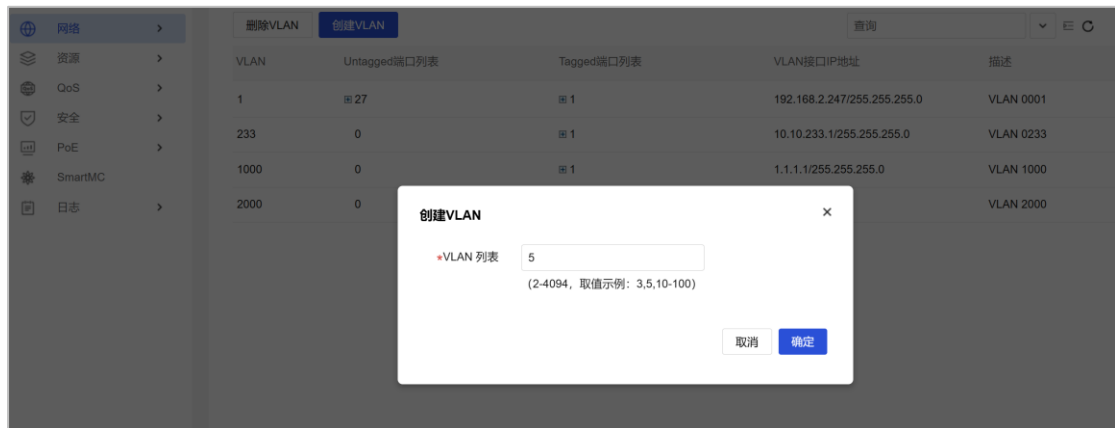 网络
资源
QoS
安全
PoE
SmartMC
日志
删除VLAN 创建VLAN 查询
VLAN Untagged端口列表 Tagged端口列表 VLAN接口IP地址 描述
1 27 1 192.168.2.247/255.255.255.0 VLAN 0001
233 0 1 10.10.233.1/255.255.255.0 VLAN 0233
1000 0 1 1.1.1.1/255.255.255.0 VLAN 1000
2000 0 VLAN 2000
创建VLAN
*VLAN 列表 5
(2-4094，取值示例：3,5,10-100)
取消 确定